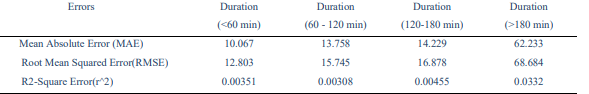 Errors Duration Duration Duration Duration
(<60 min) (60 - 120 min) (120-180 min) (>180 min)
Mean Absolute Error (MAE) 10.067 13.758 14.229 62.233
Root Mean Squared Error(RMSE) 12.803 15.745 16.878 68.684
R2-Square Error(r^2) 0.00351 0.00308 0.00455 0.0332